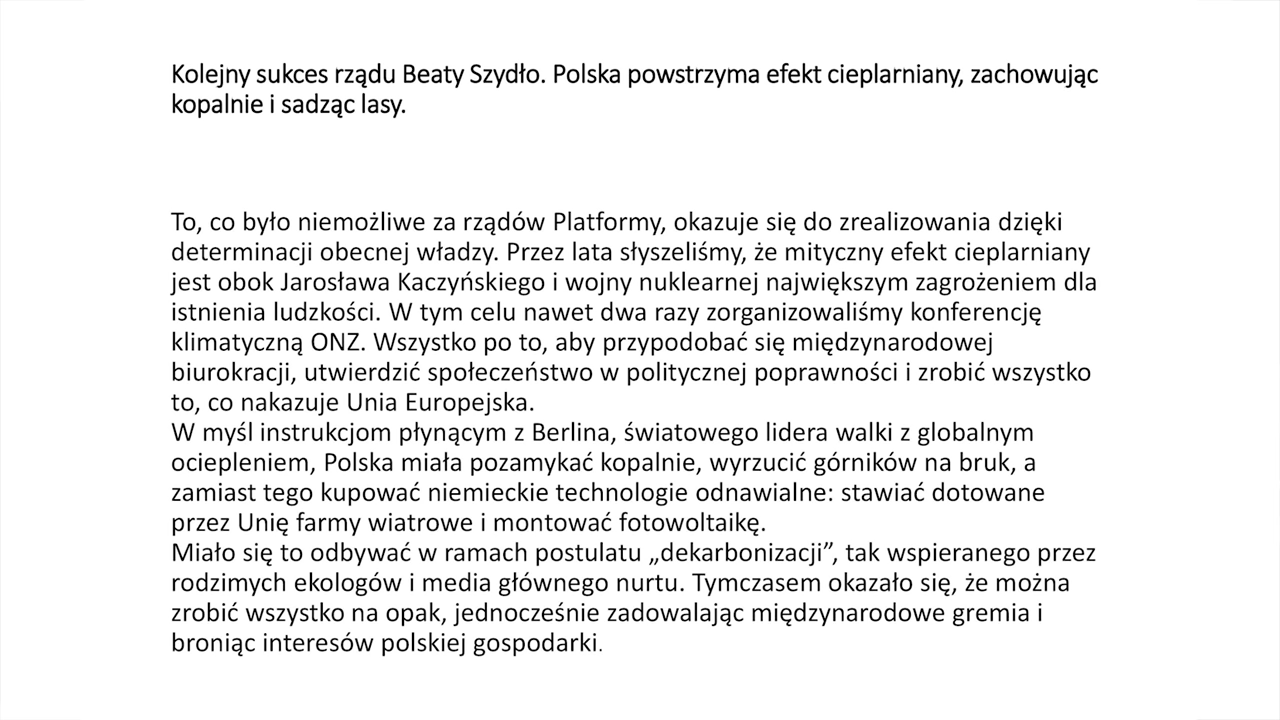 Kolejny sukces rządu Beaty Szydło. Polska powstrzyma efekt cieplarniany, zachowując
kopalnie i sadząc lasy.
To, co było niemożliwe za rządów Platformy, okazuje się do zrealizowania dzięki
determinacji obecnej władzy. Przez lata słyszeliśmy, że mityczny efekt cieplarniany
jest obok Jarosława Kaczyńskiego i wojny nuklearnej największym zagrożeniem dla
istnienia ludzkości. W tym celu nawet dwa razy zorganizowaliśmy konferencję
klimatyczną ONZ. Wszystko po to, aby przypodobać się międzynarodowej
biurokracji, utwierdzić społeczeństwo w politycznej poprawności i zrobić wszystko
to, co nakazuje Unia Europejska.
W myśl instrukcjom płynącym z Berlina, światowego lidera walki z globalnym
ociepleniem, Polska miała pozamykać kopalnie, wyrzucić górników na bruk, a
zamiast tego kupować niemieckie technologie odnawialne: stawiać dotowane
przez Unię farmy wiatrowe i montować fotowoltaikę.
Miało się to odbywać w ramach postulatu „dekarbonizacji”, tak wspieranego przez
rodzimych ekologów i media głównego nurtu. Tymczasem okazało się, że można
zrobić wszystko na opak, jednocześnie zadowalając międzynarodowe gremia i
broniąc interesów polskiej gospodarki.